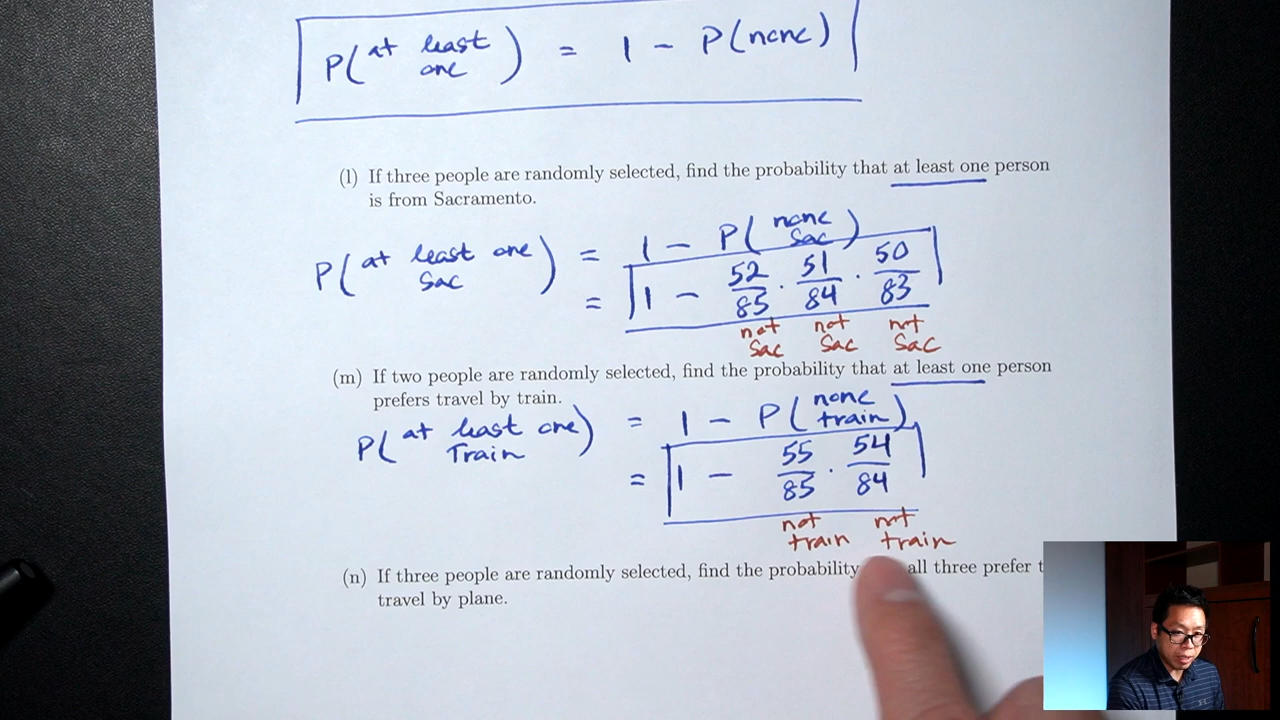 P(at least one) = 1 - P(none)
(l) If three people are randomly selected, find the probability that at least one person
is from Sacramento.
P(at least one Sac) = 1 - P(none Sac)
= 1 - 52/85 · 51/84 · 50/83
not Sac not Sac not Sac
(m) If two people are randomly selected, find the probability that at least one person
prefers travel by train.
P(at least one Train) = 1 - P(none train)
= 1 - 55/85 · 54/84
not train not train
(n) If three people are randomly selected, find the probability all three prefer t
travel by plane.